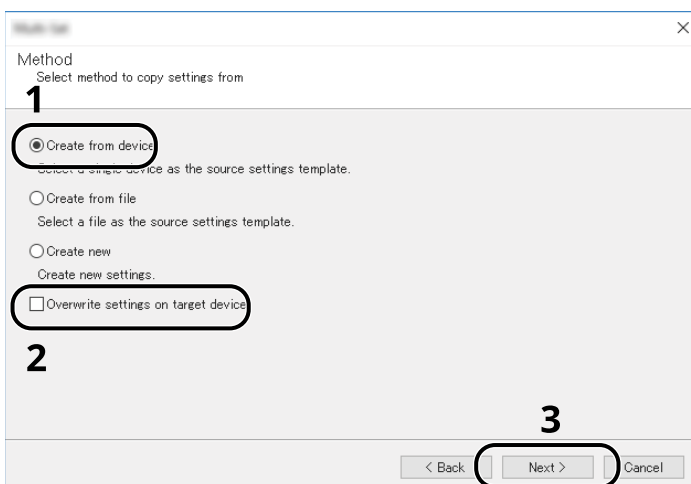 Method
Select method to copy settings from
1
Create from device
Select a single device as the source settings template.
Create from file
Select a file as the source settings template.
Create new
Create new settings.
Overwrite settings on target device
2
3
< Back Next > Cancel